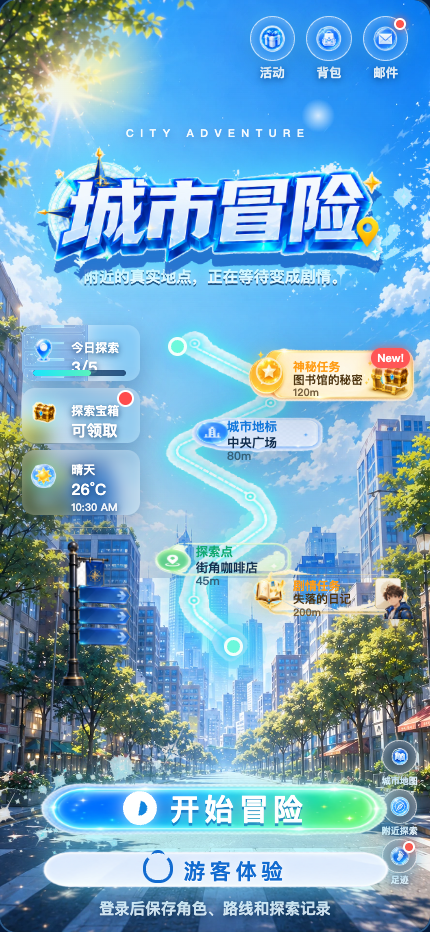 活动
背包
邮件
CITY ADVENTURE
城市冒险
附近的真实地点，正在等待变成剧情。
今日探索
3/5
探索宝箱
可领取
晴天
26°C
10:30 AM
New!
神秘任务
图书馆的秘密
120m
城市地标
中央广场
80m
探索点
街角咖啡店
45m
剧情任务
失落的日记
200m
城市地图
附近探索
足迹
开始冒险
游客体验
登录后保存角色、路线和探索记录